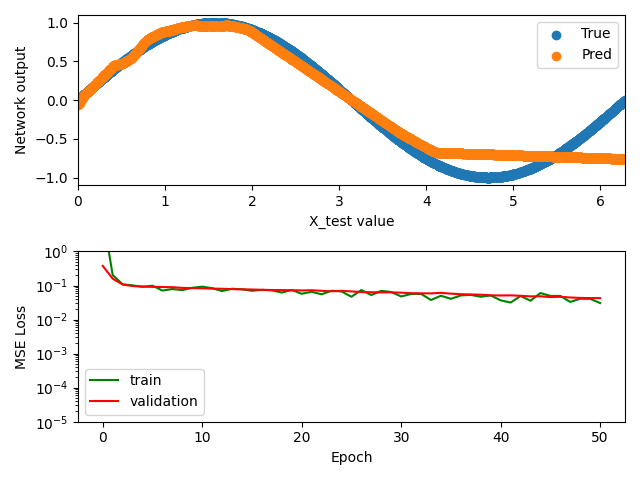 1.0
0.5
0.0
−0.5
−1.0
Network output
True
Pred
0 1 2 3 4 5 6
X_test value
10^0
10^-1
10^-2
10^-3
10^-4
10^-5
MSE Loss
train
validation
0 10 20 30 40 50
Epoch